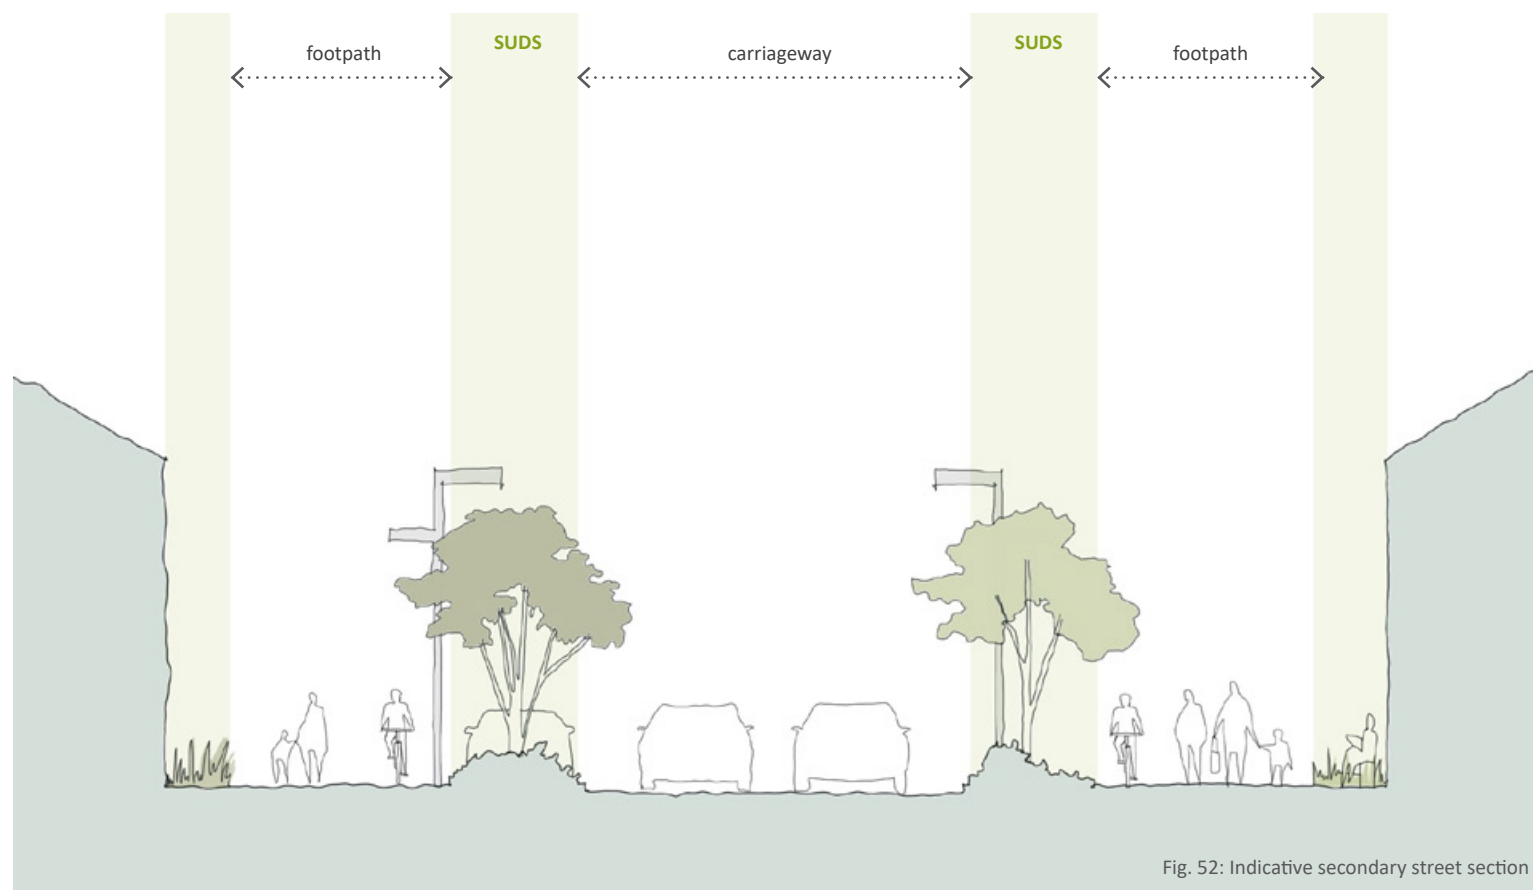 footpath
SUDS
carriageway
SUDS
footpath
Fig. 52: Indicative secondary street section